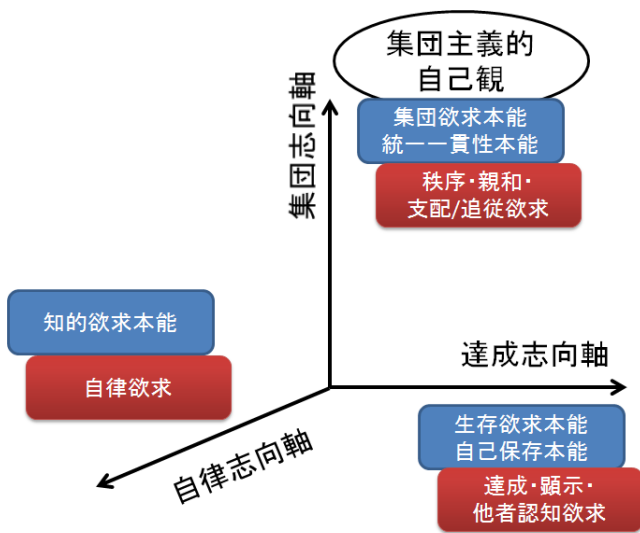 集団主義的
自己観
集団志向軸
集団欲求本能
統一一貫性本能
秩序・親和・
支配/追従欲求
知的欲求本能
自律欲求
達成志向軸
自律志向軸
生存欲求本能
自己保存本能
達成・顕示・
他者認知欲求